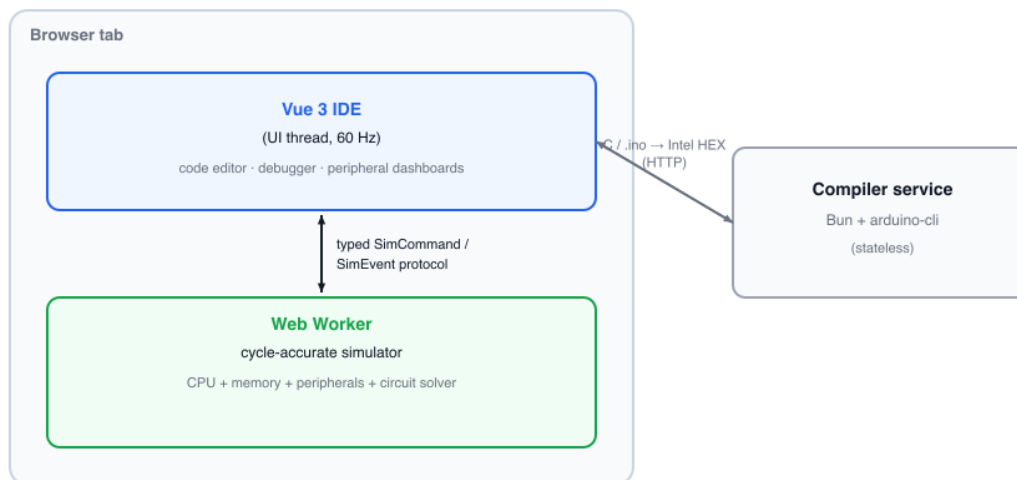 Browser tab
Vue 3 IDE
(UI thread, 60 Hz)
code editor · debugger · peripheral dashboards
C / .ino → Intel HEX
(HTTP)
Compiler service
Bun + arduino-cli
(stateless)
typed SimCommand /
SimEvent protocol
Web Worker
cycle-accurate simulator
CPU + memory + peripherals + circuit solver